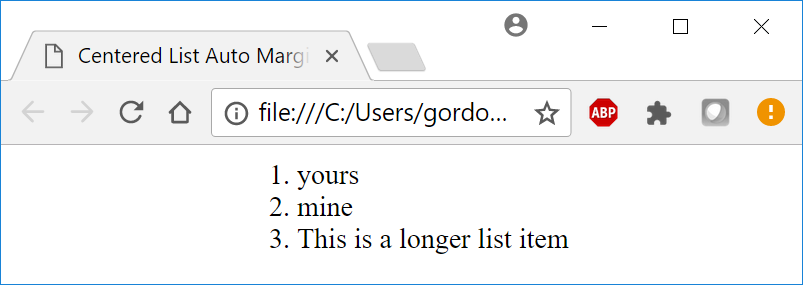 Centered List Auto Margi
file:///C:/Users/gordo...
ABP
1. yours
2. mine
3. This is a longer list item